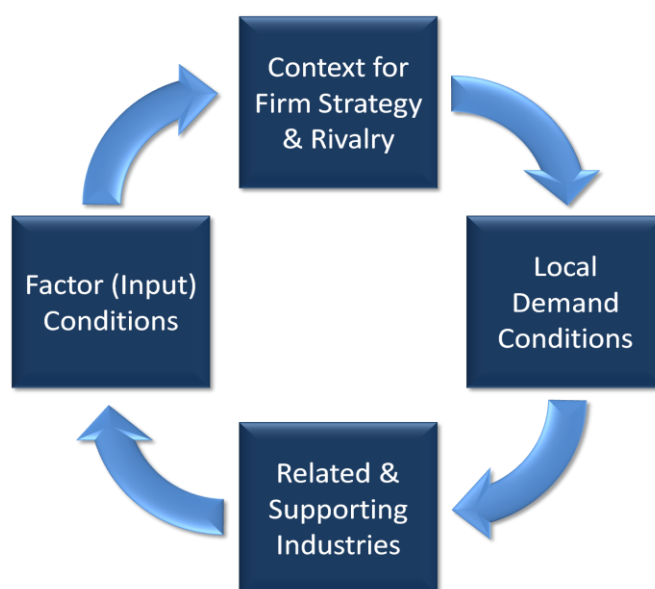 Context for
Firm Strategy
& Rivalry
Factor (Input)
Conditions
Local
Demand
Conditions
Related &
Supporting
Industries